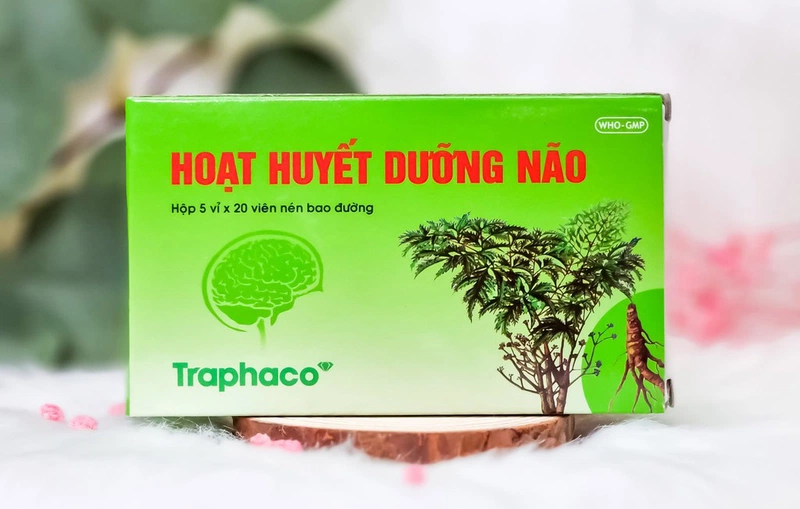 WHO-GMP
HOẠT HUYẾT DƯỠNG NÃO
Hộp 5 vỉ x 20 viên nén bao đường
Traphaco